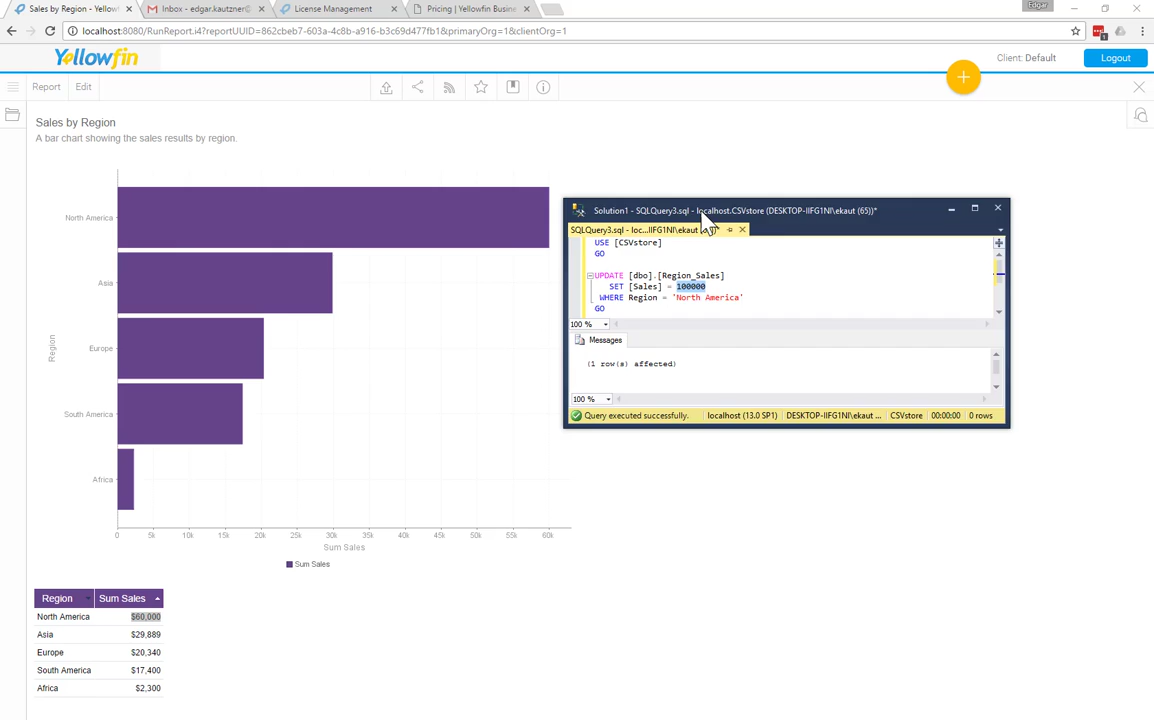 Sales by Region - Yellowf
Inbox - edgar.kautzner@
License Management
Pricing | Yellowfin Busine
Edgar
localhost:8080/RunReport.i4?reportUUID=862cbeb7-603a-4c8b-a916-b3c69d477fb1&primaryOrg=1&clientOrg=1
Yellowfin
Client: Default
Logout
Report
Edit
Sales by Region
A bar chart showing the sales results by region.
Solution1 - SQLQuery3.sql - localhost.CSVstore (DESKTOP-IIFG1NI\ekaut (65))*
SQLQuery3.sql - loc...IIFG1NI\ekaut
USE [CSVstore]
GO
UPDATE [dbo].[Region_Sales]
SET [Sales] = 100000
WHERE Region = 'North America'
GO
100 %
Messages
(1 row(s) affected)
100 %
Query executed successfully.
localhost (13.0 SP1)
DESKTOP-IIFG1NI\ekaut ...
CSVstore
00:00:00
0 rows
Region
North America
Asia
Europe
South America
Africa
0 5k 10k 15k 20k 25k 30k 35k 40k 45k 50k 55k 60k
Sum Sales
Sum Sales
Region Sum Sales
North America $60,000
Asia $29,889
Europe $20,340
South America $17,400
Africa $2,300